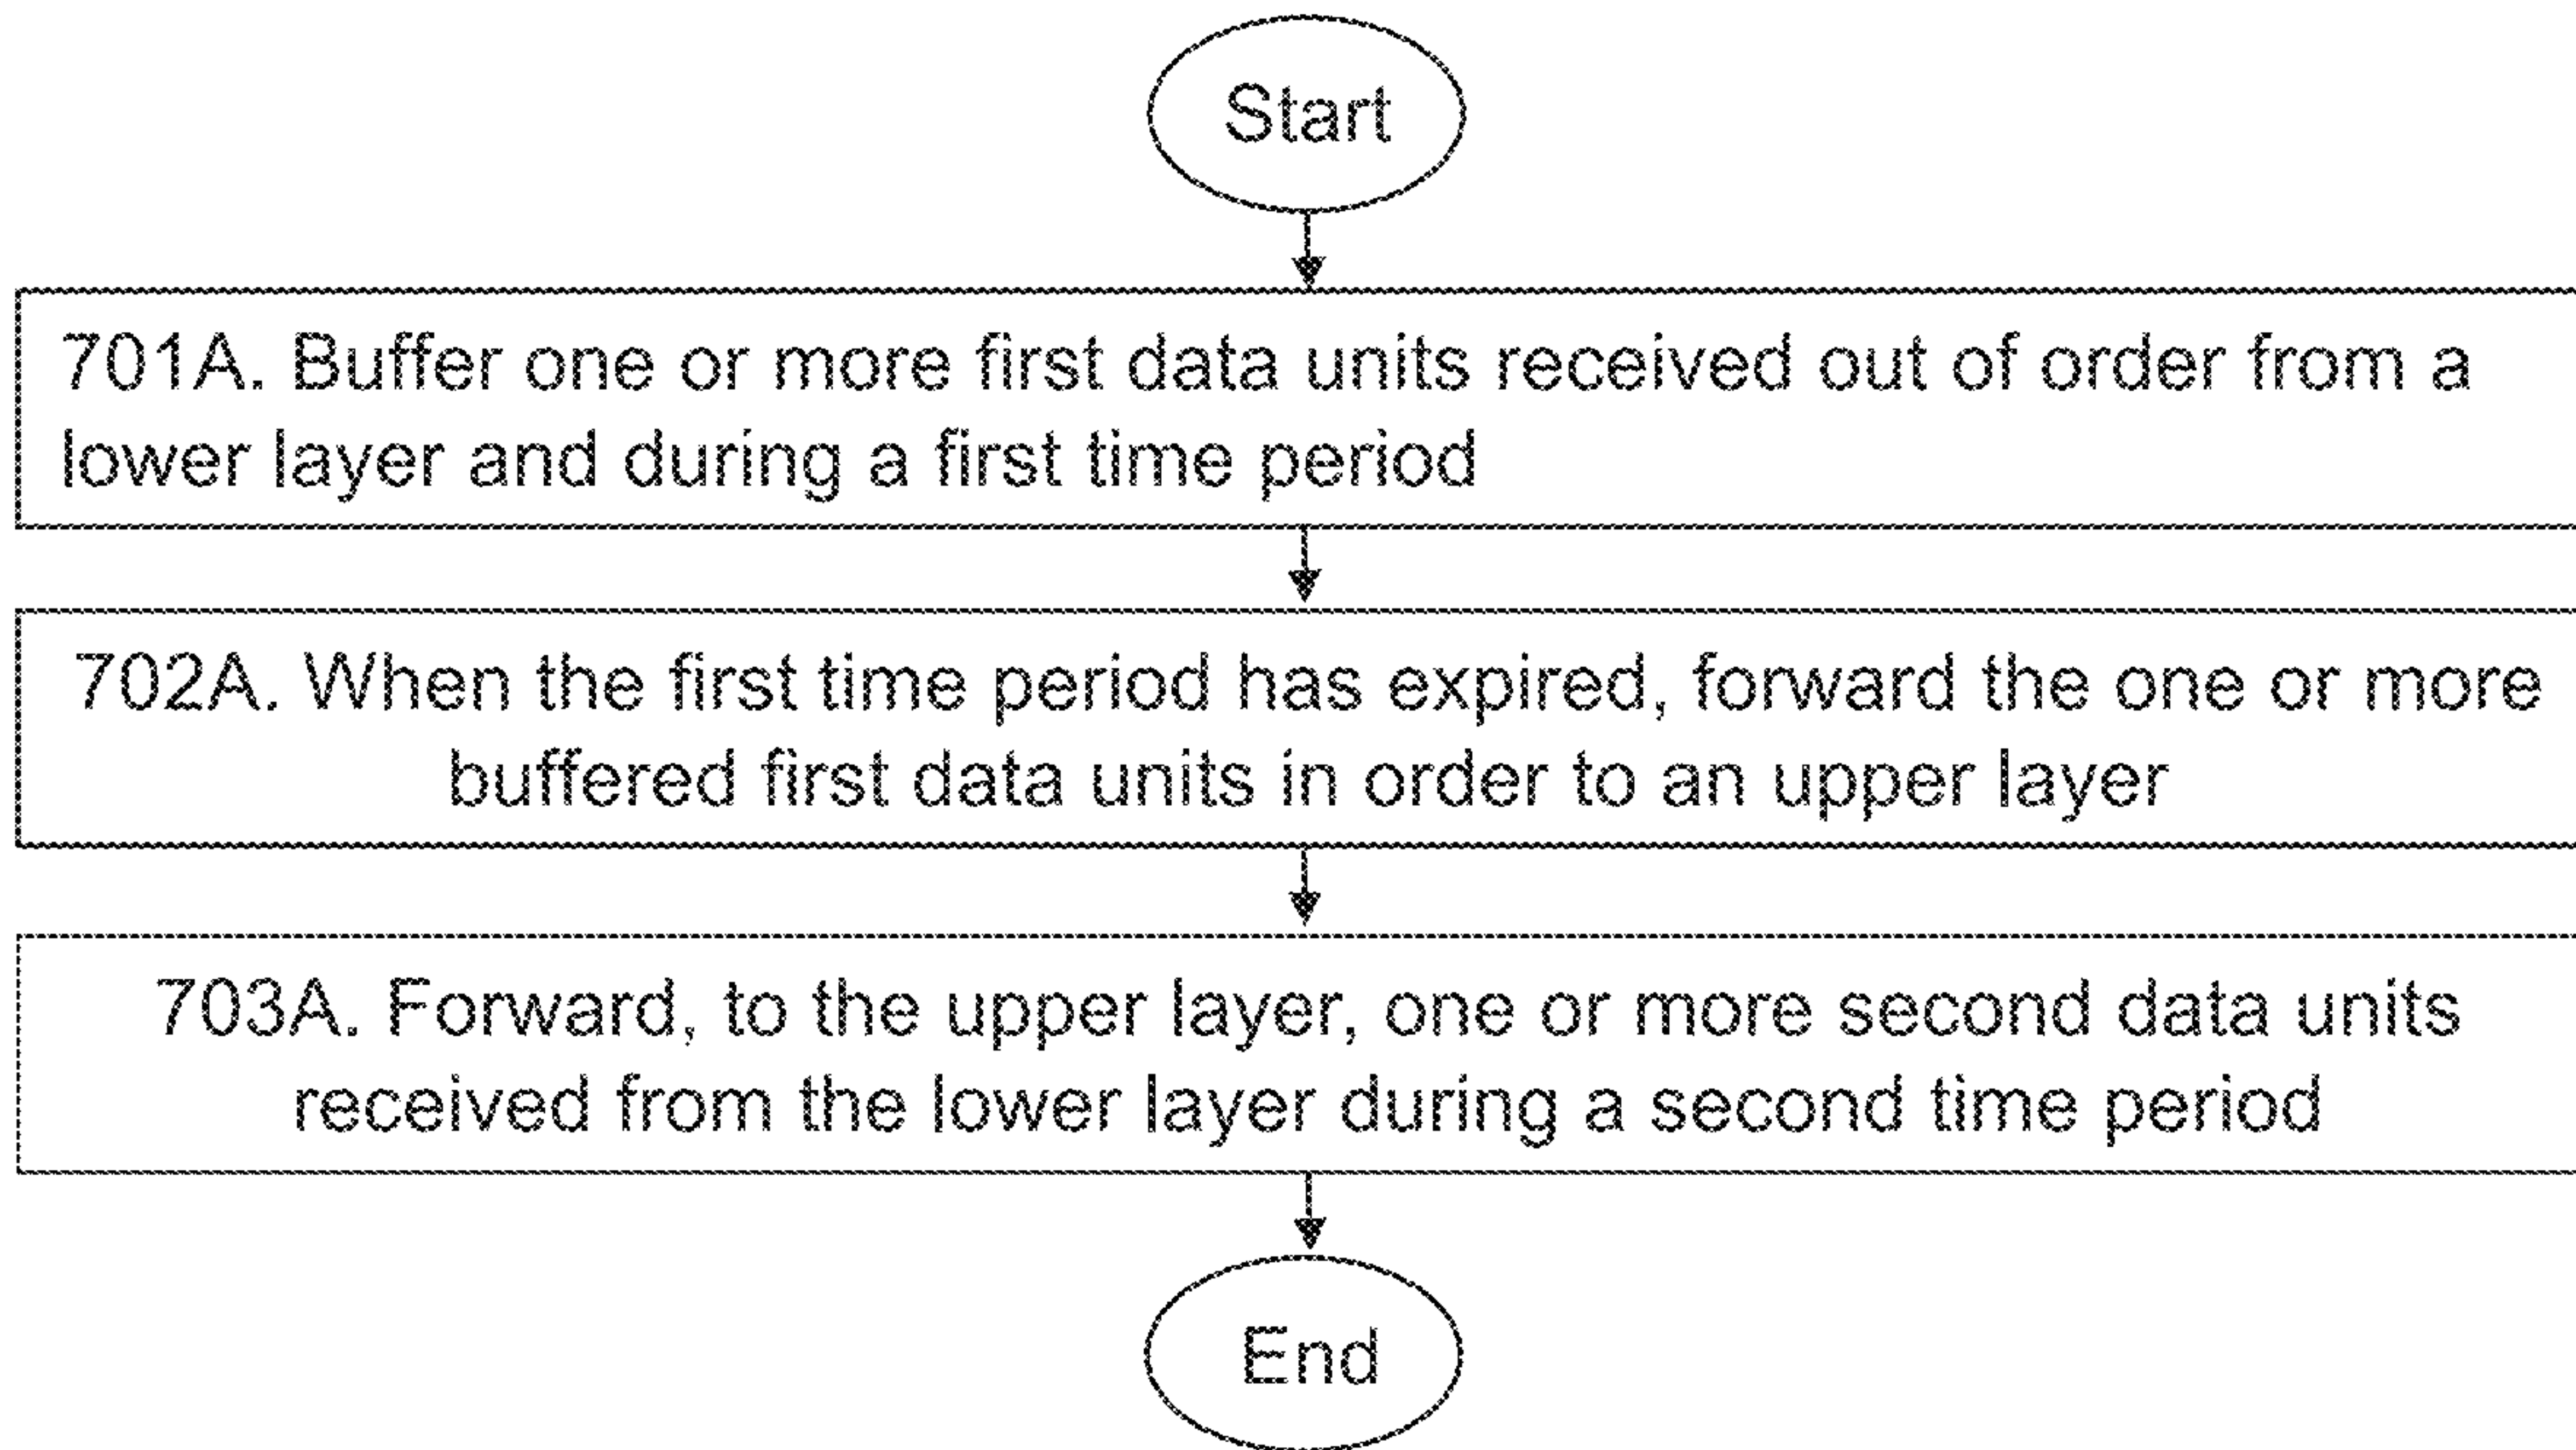 Start
701A. Buffer one or more first data units received out of order from a
lower layer and during a first time period
702A. When the first time period has expired, forward the one or more
buffered first data units in order to an upper layer
703A. Forward, to the upper layer, one or more second data units
received from the lower layer during a second time period
End